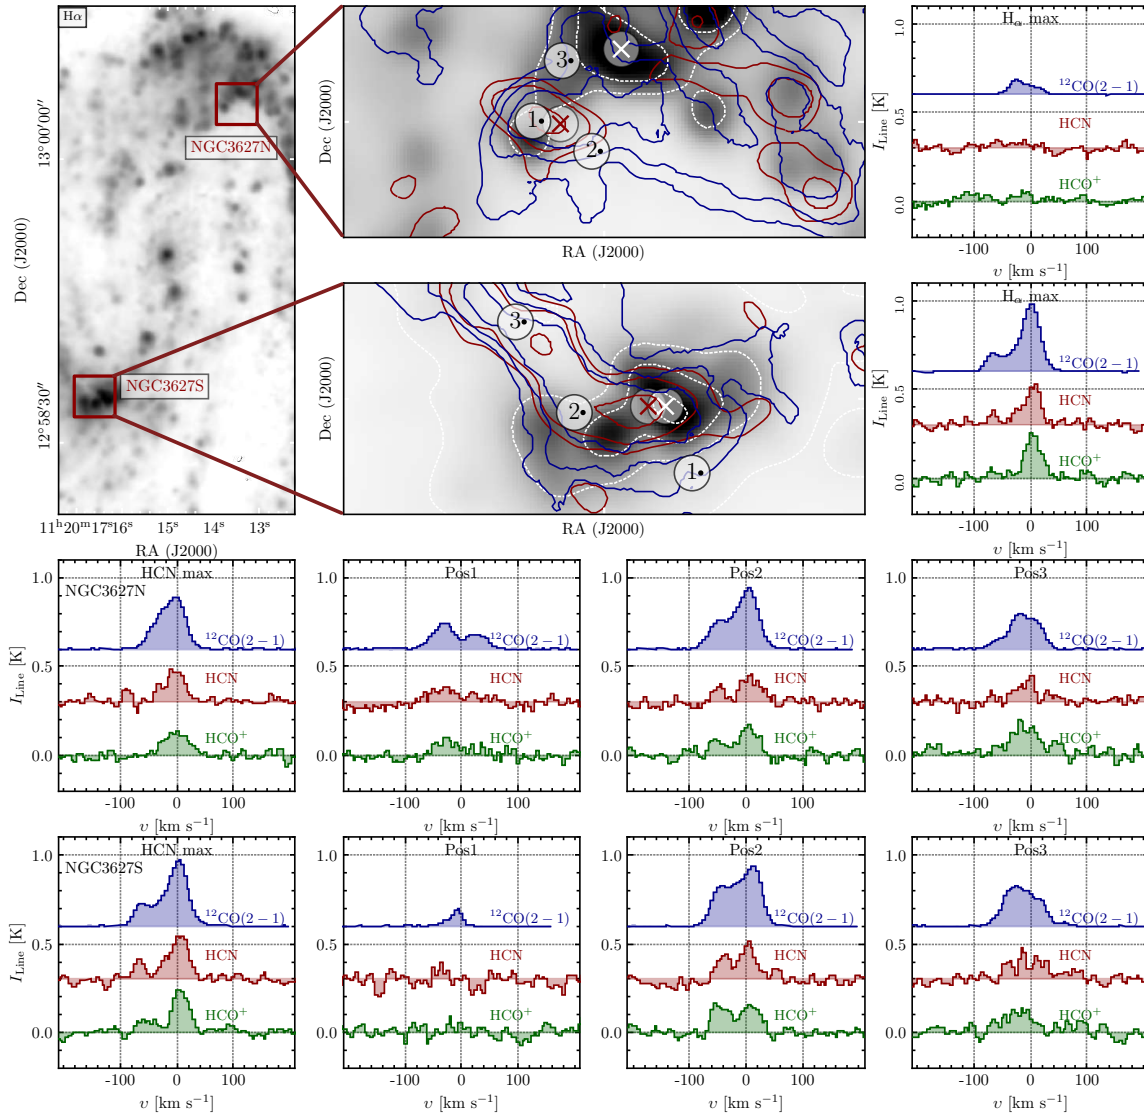 Hα
NGC3627N
NGC3627S
Dec (J2000)
13°00′00″
12°58′30″
11ʰ20ᵐ17ˢ16ˢ 15ˢ 14ˢ 13ˢ
RA (J2000)
3
1
2
Dec (J2000)
RA (J2000)
3
2
1
Dec (J2000)
RA (J2000)
Hα max
¹²CO(2−1)
HCN
HCO⁺
I_Line [K]
1.0
0.5
0.0
-100 0 100
υ [km s⁻¹]
Hα max
¹²CO(2−1)
HCN
HCO⁺
I_Line [K]
1.0
0.5
0.0
-100 0 100
υ [km s⁻¹]
HCN max
NGC3627N
¹²CO(2−1)
HCN
HCO⁺
I_Line [K]
1.0
0.5
0.0
-100 0 100
υ [km s⁻¹]
Pos1
¹²CO(2−1)
HCN
HCO⁺
-100 0 100
υ [km s⁻¹]
Pos2
¹²CO(2−1)
HCN
HCO⁺
-100 0 100
υ [km s⁻¹]
Pos3
¹²CO(2−1)
HCN
HCO⁺
-100 0 100
υ [km s⁻¹]
HCN max
NGC3627S
¹²CO(2−1)
HCN
HCO⁺
I_Line [K]
1.0
0.5
0.0
-100 0 100
υ [km s⁻¹]
Pos1
¹²CO(2−1)
HCN
HCO⁺
-100 0 100
υ [km s⁻¹]
Pos2
¹²CO(2−1)
HCN
HCO⁺
-100 0 100
υ [km s⁻¹]
Pos3
¹²CO(2−1)
HCN
HCO⁺
-100 0 100
υ [km s⁻¹]